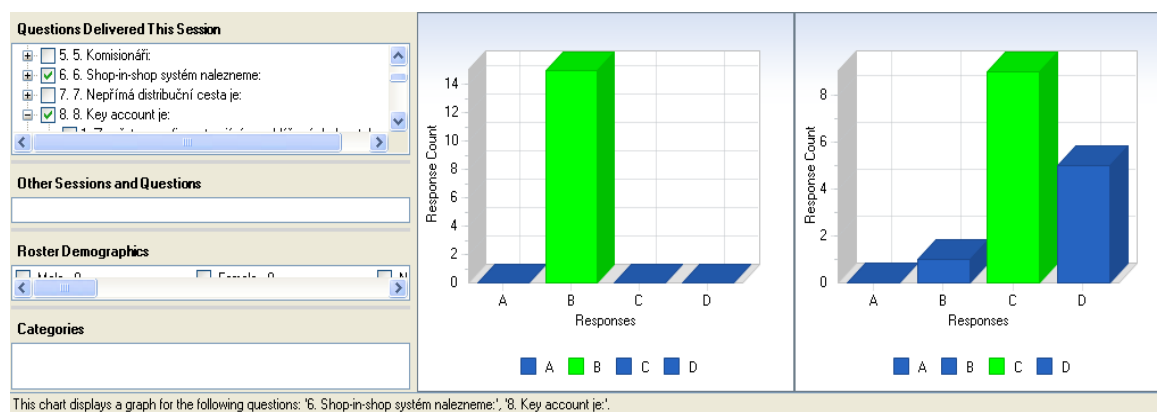 Questions Delivered This Session
5. 5. Komisionáři:
6. 6. Shop-in-shop systém nalezneme:
7. 7. Nepřímá distribuční cesta je:
8. 8. Key account je:
Other Sessions and Questions
Roster Demographics
Male
Female
N
Categories
Response Count
14
12
10
8
6
4
2
0
A B C D
Responses
A B C D
Response Count
8
6
4
2
0
A B C D
Responses
A B C D
This chart displays a graph for the following questions: '6. Shop-in-shop systém nalezneme:', '8. Key account je:'.